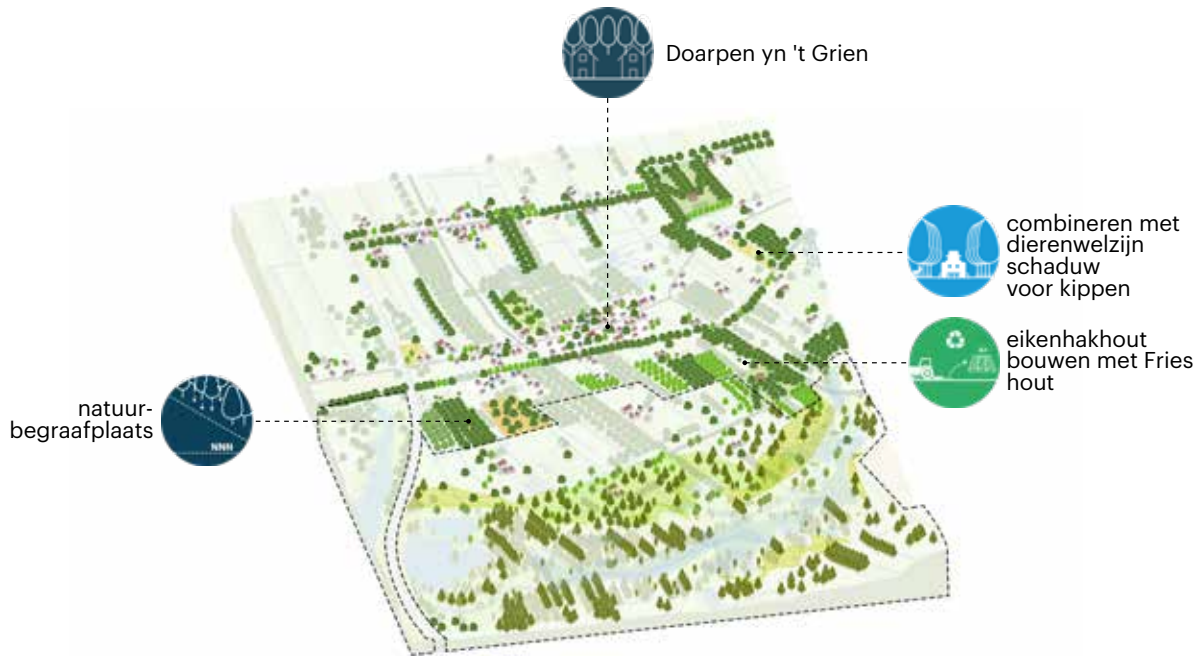 Doarpen yn 't Grien
combineren met
dierenwelzijn
schaduw
voor kippen
eikenhakhout
bouwen met Fries
hout
natuur-
begraafplaats
NNN